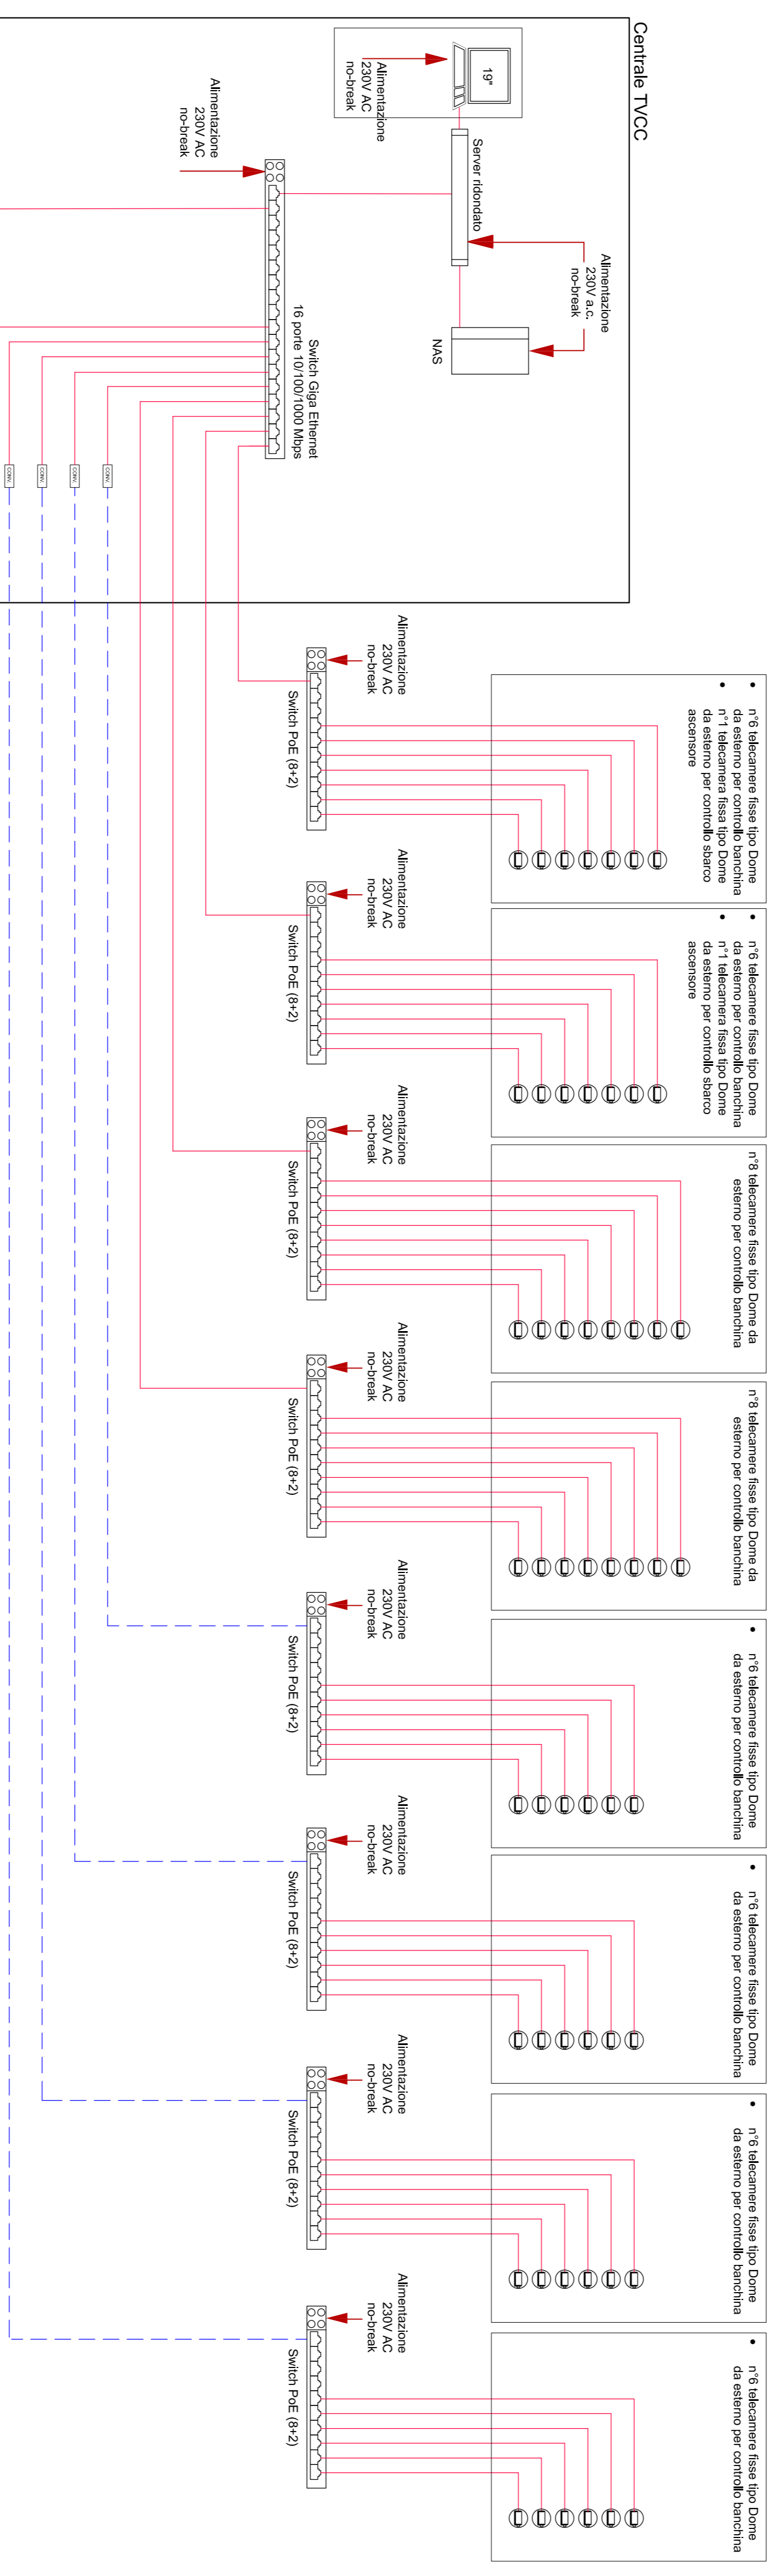 Centrale TVCC
19"
Alimentazione
230V AC
no-break
Server ridondato
Alimentazione
230V a.c.
no-break
NAS
Alimentazione
230V AC
no-break
Switch Giga Ethernet
16 porte 10/100/1000 Mbps
CONV.
CONV.
CONV.
CONV.
• n°6 telecamere fisse tipo Dome
da esterno per controllo banchina
• n°1 telecamera fissa tipo Dome
da esterno per controllo sbarco
ascensore
Alimentazione
230V AC
no-break
Switch PoE (8+2)
• n°6 telecamere fisse tipo Dome
da esterno per controllo banchina
• n°1 telecamera fissa tipo Dome
da esterno per controllo sbarco
ascensore
Alimentazione
230V AC
no-break
Switch PoE (8+2)
n°8 telecamere fisse tipo Dome da
esterno per controllo banchina
Alimentazione
230V AC
no-break
Switch PoE (8+2)
n°8 telecamere fisse tipo Dome da
esterno per controllo banchina
Alimentazione
230V AC
no-break
Switch PoE (8+2)
• n°6 telecamere fisse tipo Dome
da esterno per controllo banchina
Alimentazione
230V AC
no-break
Switch PoE (8+2)
• n°6 telecamere fisse tipo Dome
da esterno per controllo banchina
Alimentazione
230V AC
no-break
Switch PoE (8+2)
• n°6 telecamere fisse tipo Dome
da esterno per controllo banchina
Alimentazione
230V AC
no-break
Switch PoE (8+2)
• n°6 telecamere fisse tipo Dome
da esterno per controllo banchina
Alimentazione
230V AC
no-break
Switch PoE (8+2)